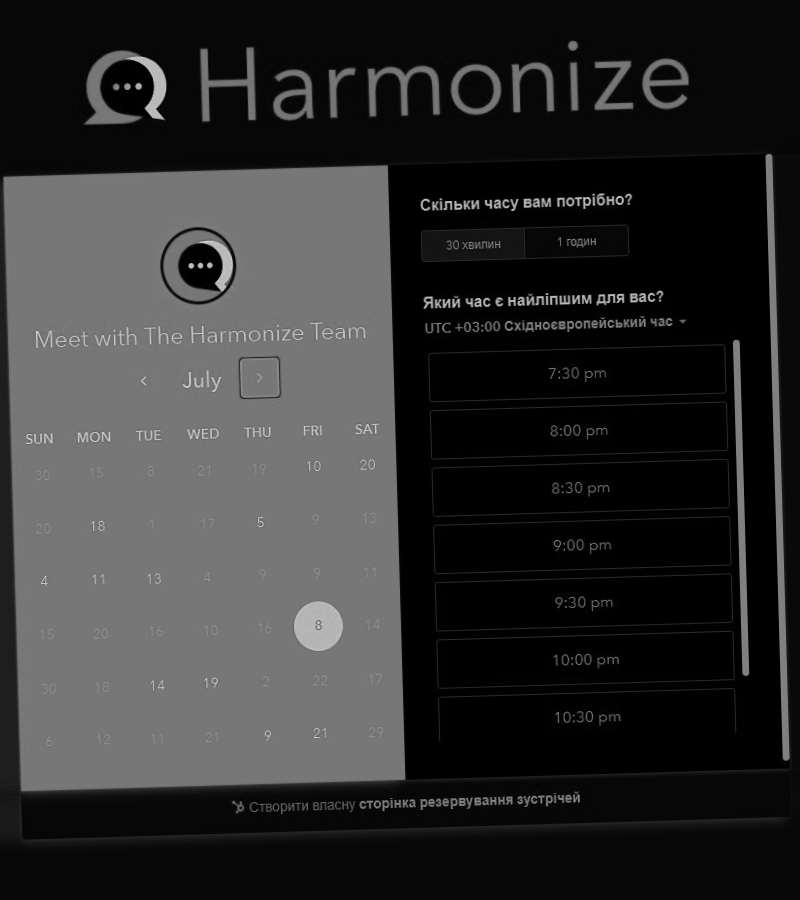 Harmonize
Meet with The Harmonize Team
July
SUN MON TUE WED THU FRI SAT
30 15 8 21 19 10 20
20 18 1 17 5 9 13
4 11 13 4 9 9 11
15 20 16 10 16 8 14
30 18 14 19 2 22 17
6 12 11 21 9 21 29
Скільки часу вам потрібно?
30 хвилин 1 годин
Який час є найліпшим для вас?
UTC +03:00 Східноєвропейський час
7:30 pm
8:00 pm
8:30 pm
9:00 pm
9:30 pm
10:00 pm
10:30 pm
Створити власну сторінка резервування зустрічей